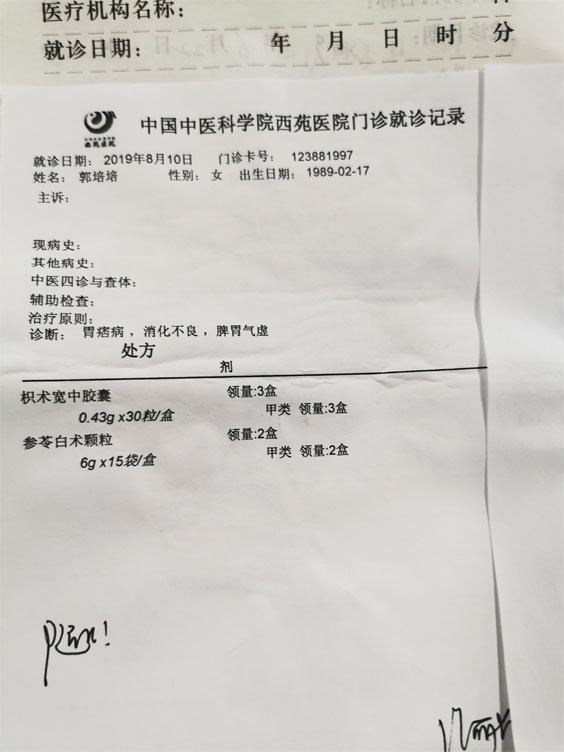 医疗机构名称：
就诊日期： 年 月 日 时 分
西苑医院
中国中医科学院西苑医院门诊就诊记录
就诊日期： 2019年8月10日 门诊卡号： 123881997
姓名： 郭培培 性别： 女 出生日期： 1989-02-17
主诉：
现病史：
其他病史：
中医四诊与查体：
辅助检查：
治疗原则：
诊断： 胃痞病 ，消化不良 ，脾胃气虚
处方
剂
枳术宽中胶囊 领量:3盒
0.43g x30粒/盒 甲类 领量:3盒
参苓白术颗粒 领量:2盒
6g x15袋/盒 甲类 领量:2盒